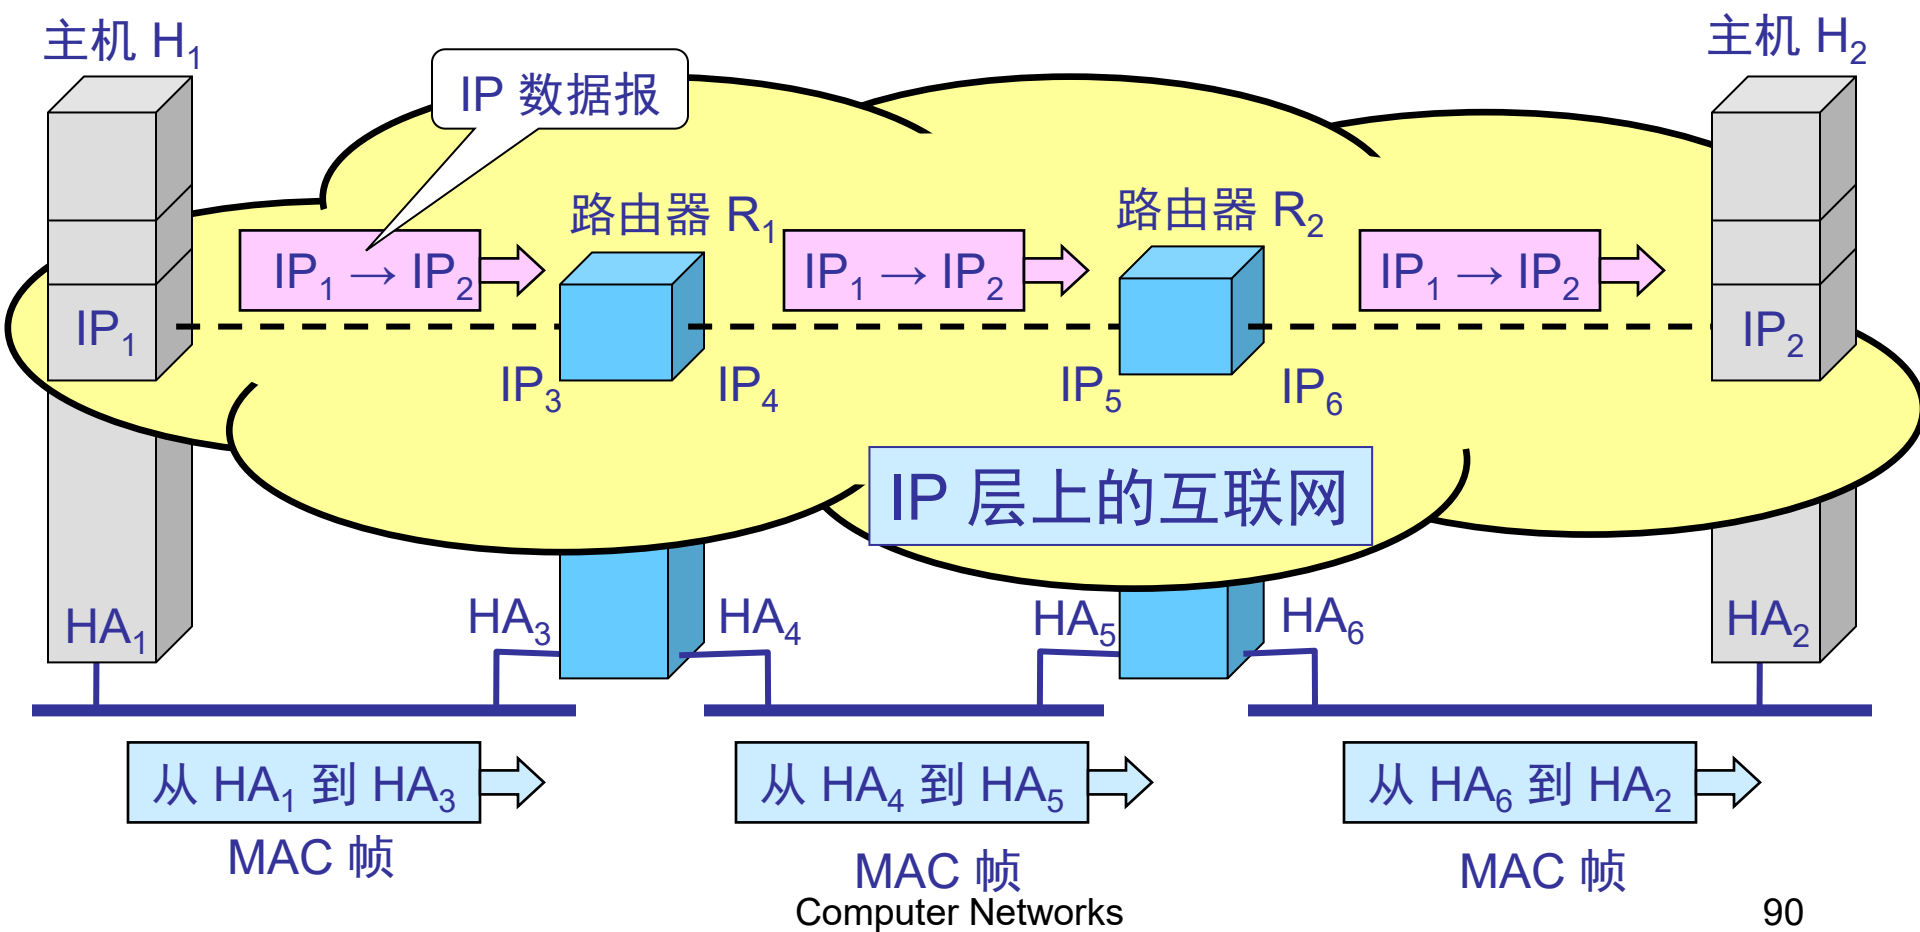 主机 H₁
主机 H₂
IP 数据报
路由器 R₁
路由器 R₂
IP₁ → IP₂
IP₁ → IP₂
IP₁ → IP₂
IP₁
IP₂
IP₃
IP₄
IP₅
IP₆
IP 层上的互联网
HA₁
HA₃
HA₄
HA₅
HA₆
HA₂
从 HA₁ 到 HA₃
从 HA₄ 到 HA₅
从 HA₆ 到 HA₂
MAC 帧
MAC 帧
MAC 帧
Computer Networks
90